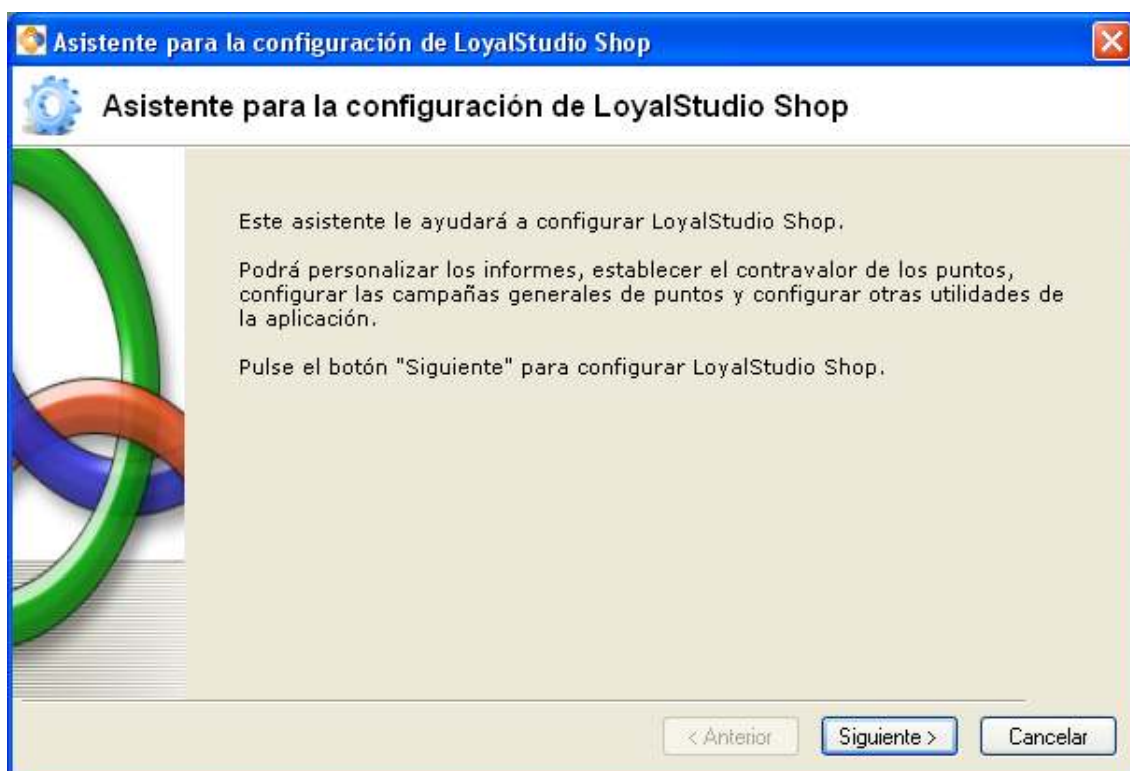 Asistente para la configuración de LoyalStudio Shop
Asistente para la configuración de LoyalStudio Shop
Este asistente le ayudará a configurar LoyalStudio Shop.
Podrá personalizar los informes, establecer el contravalor de los puntos,
configurar las campañas generales de puntos y configurar otras utilidades de
la aplicación.
Pulse el botón "Siguiente" para configurar LoyalStudio Shop.
< Anterior Siguiente > Cancelar